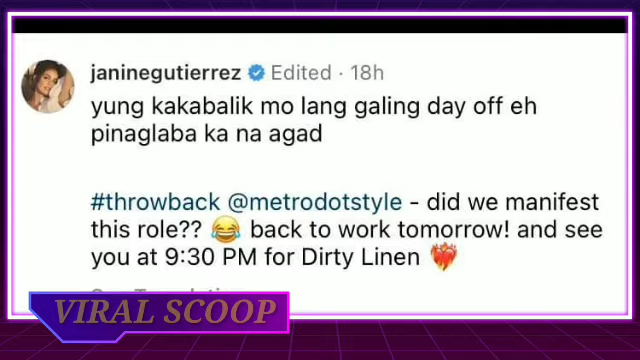 janinegutierrez Edited · 18h
yung kakabalik mo lang galing day off eh
pinaglaba ka na agad
#throwback @metrodotstyle - did we manifest
this role?? 😂 back to work tomorrow! and see
you at 9:30 PM for Dirty Linen ❤️‍🔥
VIRAL SCOOP